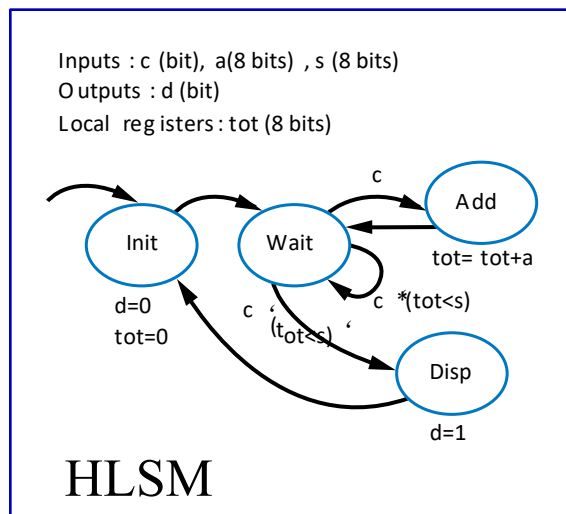 Inputs : c (bit), a(8 bits) , s (8 bits)
Outputs : d (bit)
Local registers : tot (8 bits)
c
Add
Init
Wait
tot= tot+a
d=0
tot=0
c *(tot<s)
c ‘(tot<s) ‘
Disp
d=1
HLSM